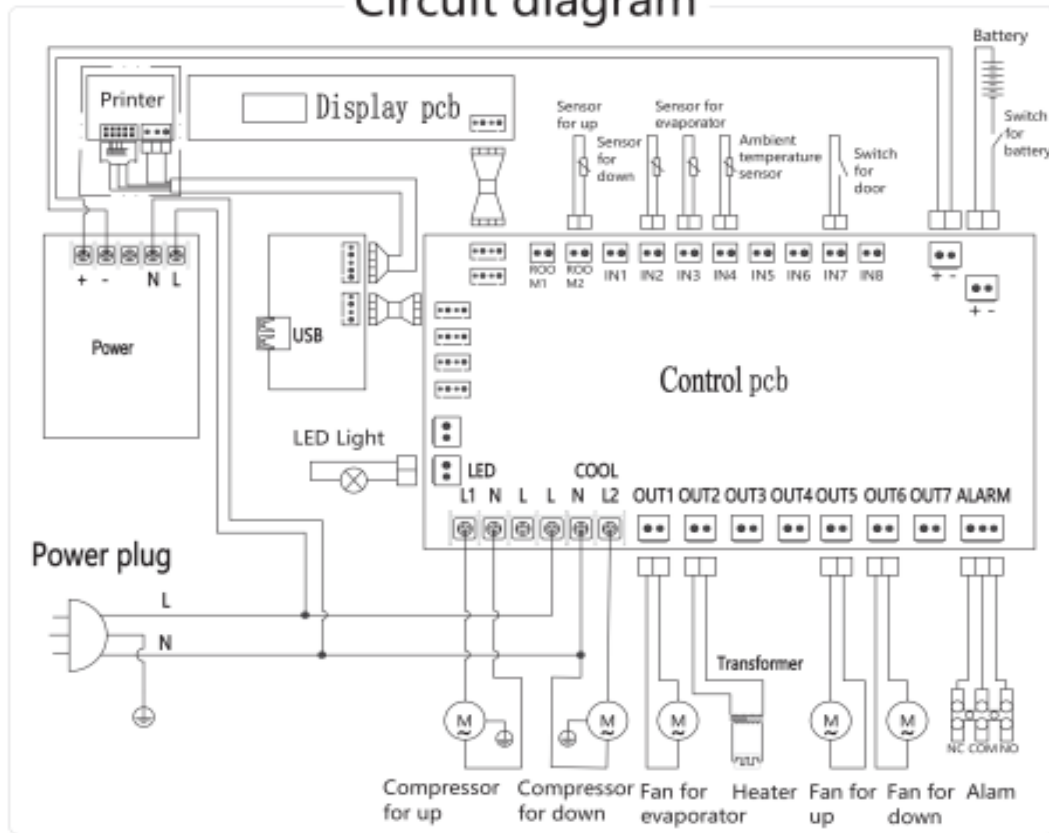 Circuit diagram
Battery
Printer
Display pcb
Sensor
for up
Sensor
for
down
Sensor for
evaporator
Ambient
temperature
sensor
Switch
for
door
Switch
for
battery
+ - N L
Power
USB
ROO
M1
ROO
M2
IN1 IN2 IN3 IN4 IN5 IN6 IN7 IN8
+ -
+ -
Control pcb
LED Light
LED COOL
L1 N L L N L2 OUT1 OUT2 OUT3 OUT4 OUT5 OUT6 OUT7 ALARM
Power plug
L
N
Transformer
M
~
M
~
M
~
M
~
M
~
NC COM NO
Compressor
for up
Compressor
for down
Fan for
evaporator
Heater
Fan for
up
Fan for
down
Alam